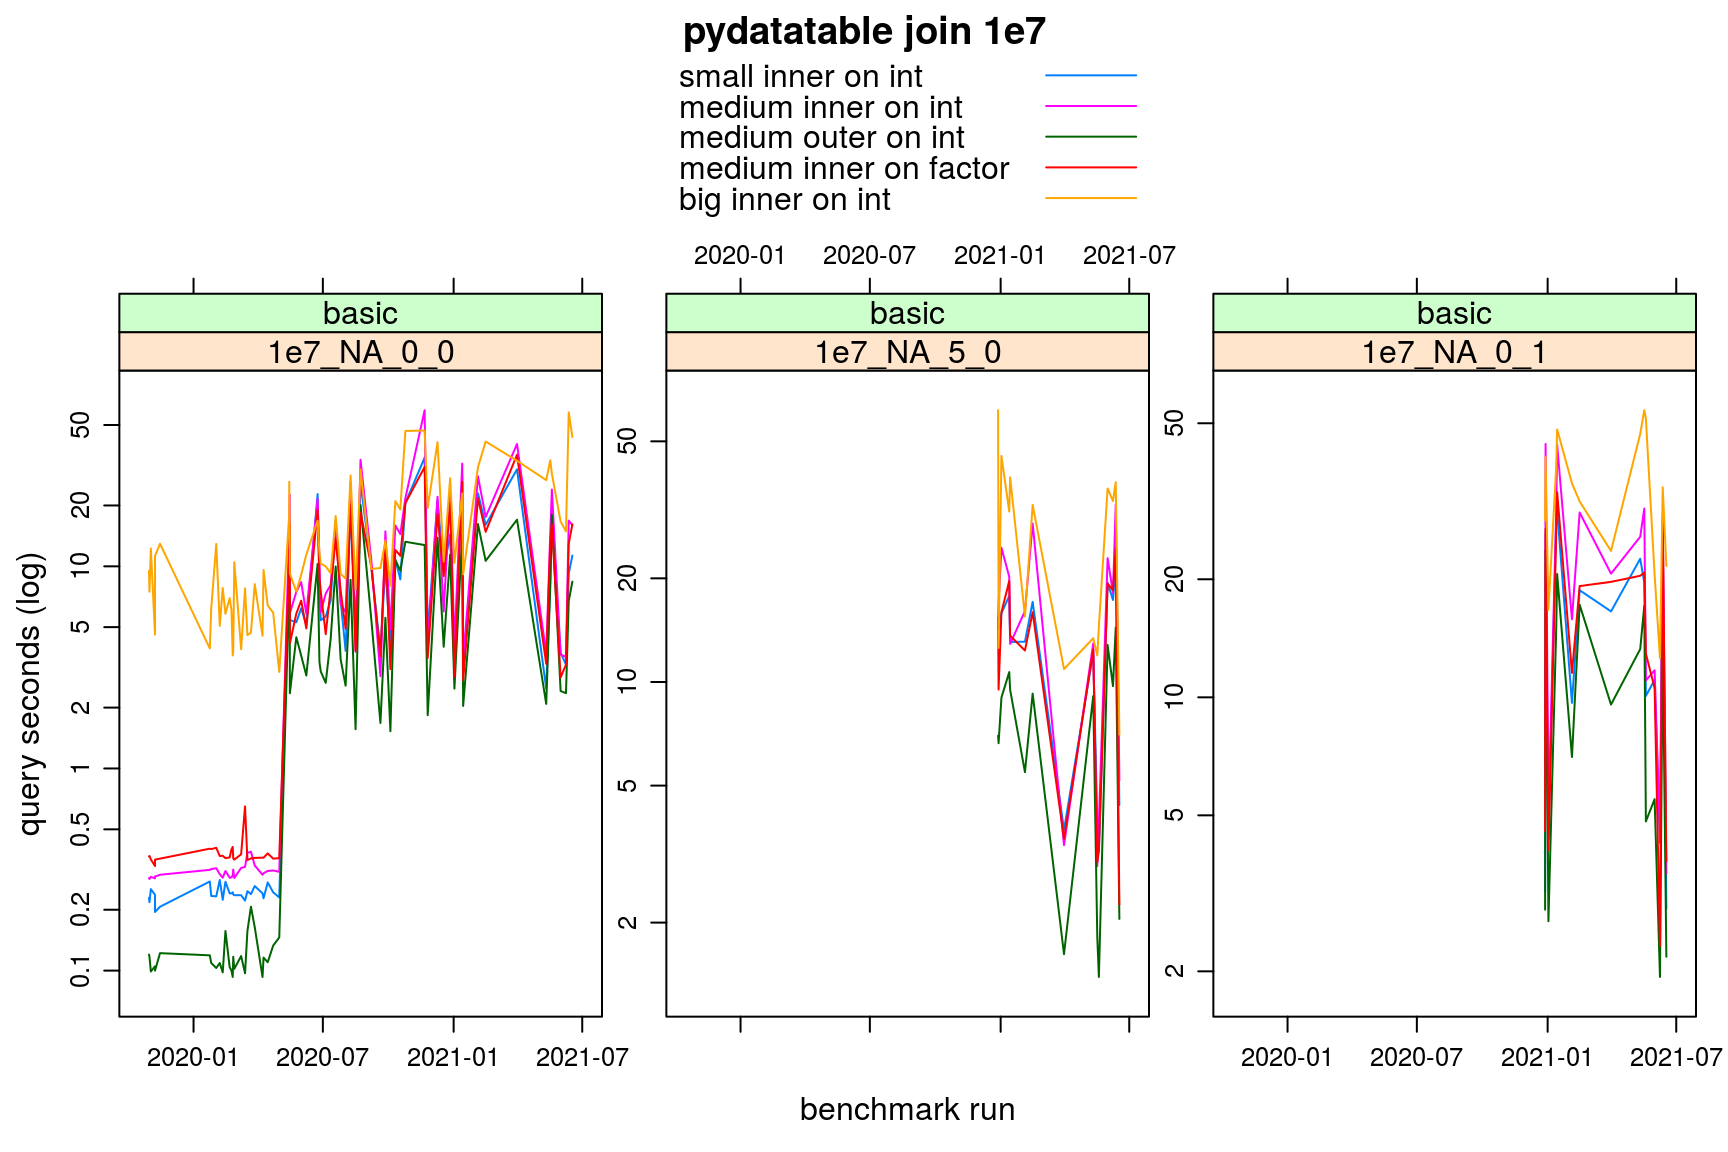 pydatatable join 1e7
small inner on int
medium inner on int
medium outer on int
medium inner on factor
big inner on int
2020-01 2020-07 2021-01 2021-07
basic basic basic
1e7_NA_0_0 1e7_NA_5_0 1e7_NA_0_1
query seconds (log)
50
20
10
5
2
1
0.5
0.2
0.1
50
20
10
5
2
50
20
10
5
2
2020-01 2020-07 2021-01 2021-07
2020-01 2020-07 2021-01 2021-07
benchmark run